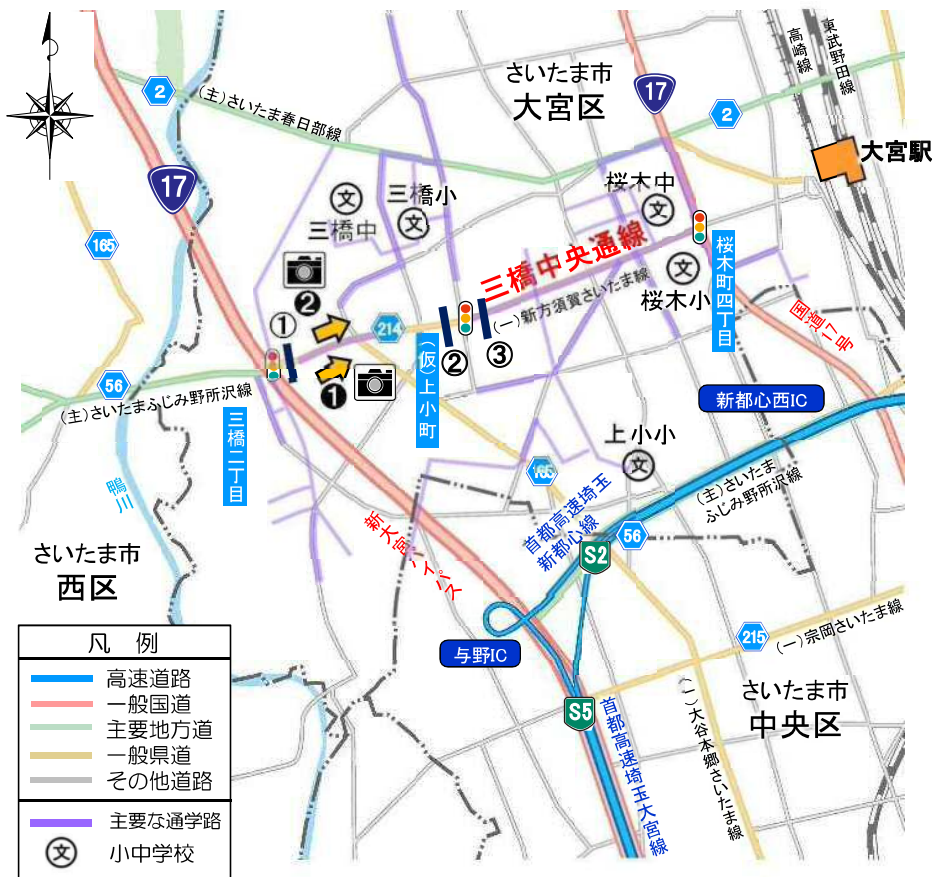 さいたま市
大宮区
17
2
(主)さいたま春日部線
2
高崎線
東武野田線
大宮駅
17
三橋小
三橋中
文
文
桜木中
文
165
三橋中央通線
桜木小
文
(一)新方須賀さいたま線
桜木町四丁目
国道17号
❷
①
214
②
③
❶
(仮)上小町
56
(主)さいたまふじみ野所沢線
三橋二丁目
新都心西IC
上小小
文
165
(主)さいたま
ふじみ野所沢線
鴨川
首都高速埼玉
新都心線
56
S2
新大宮バイパス
さいたま市
西区
与野IC
215
(一)宗岡さいたま線
S5
さいたま市
中央区
首都高速埼玉大宮線
(一)大谷本郷さいたま線
凡 例
高速道路
一般国道
主要地方道
一般県道
その他道路
主要な通学路
文
小中学校